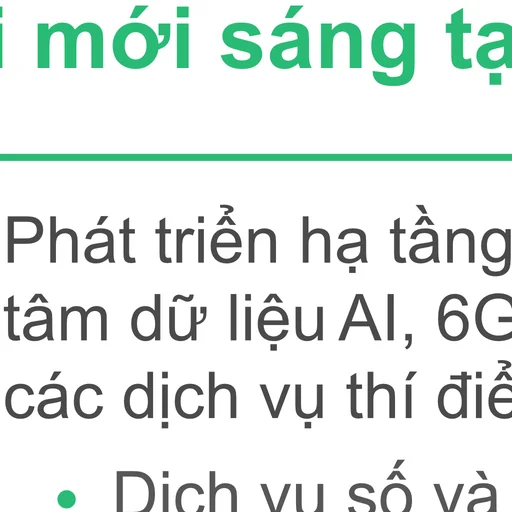 i mới sáng tạ
Phát triển hạ tầng
tâm dữ liệu AI, 6G
các dịch vụ thí điể
• Dịch vụ số và